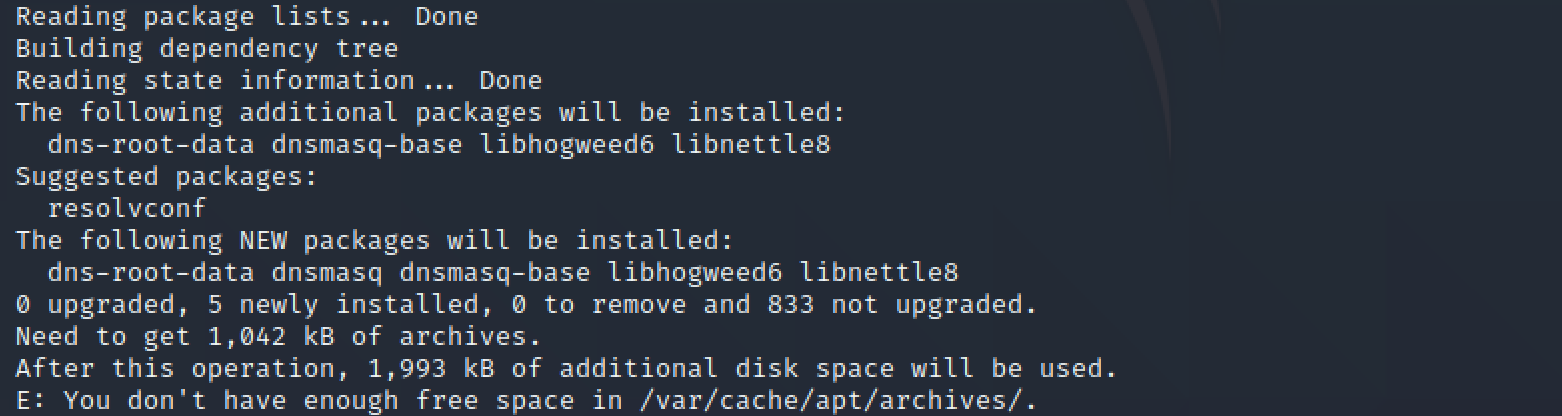 Reading package lists... Done
Building dependency tree
Reading state information... Done
The following additional packages will be installed:
  dns-root-data dnsmasq-base libhogweed6 libnettle8
Suggested packages:
  resolvconf
The following NEW packages will be installed:
  dns-root-data dnsmasq dnsmasq-base libhogweed6 libnettle8
0 upgraded, 5 newly installed, 0 to remove and 833 not upgraded.
Need to get 1,042 kB of archives.
After this operation, 1,993 kB of additional disk space will be used.
E: You don't have enough free space in /var/cache/apt/archives/.